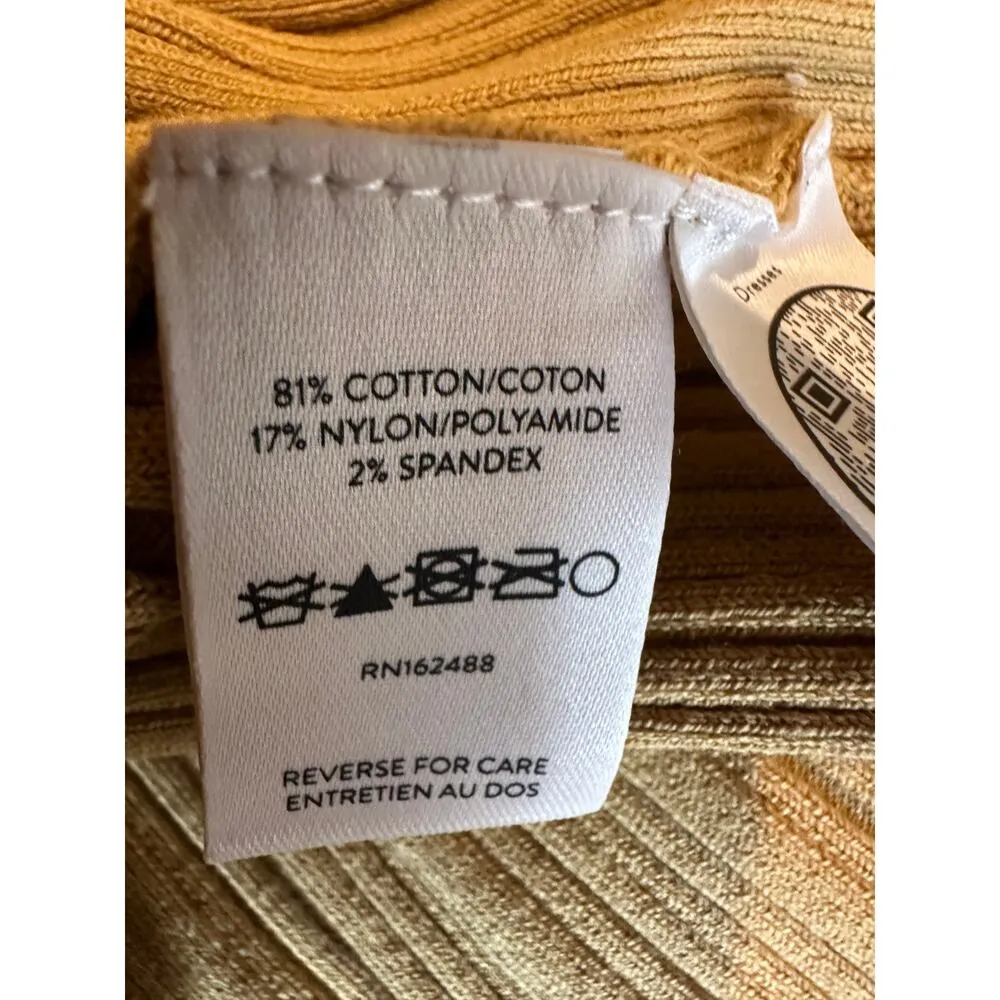 81% COTTON/COTON
17% NYLON/POLYAMIDE
2% SPANDEX
RN162488
REVERSE FOR CARE
ENTRETIEN AU DOS
Dresses